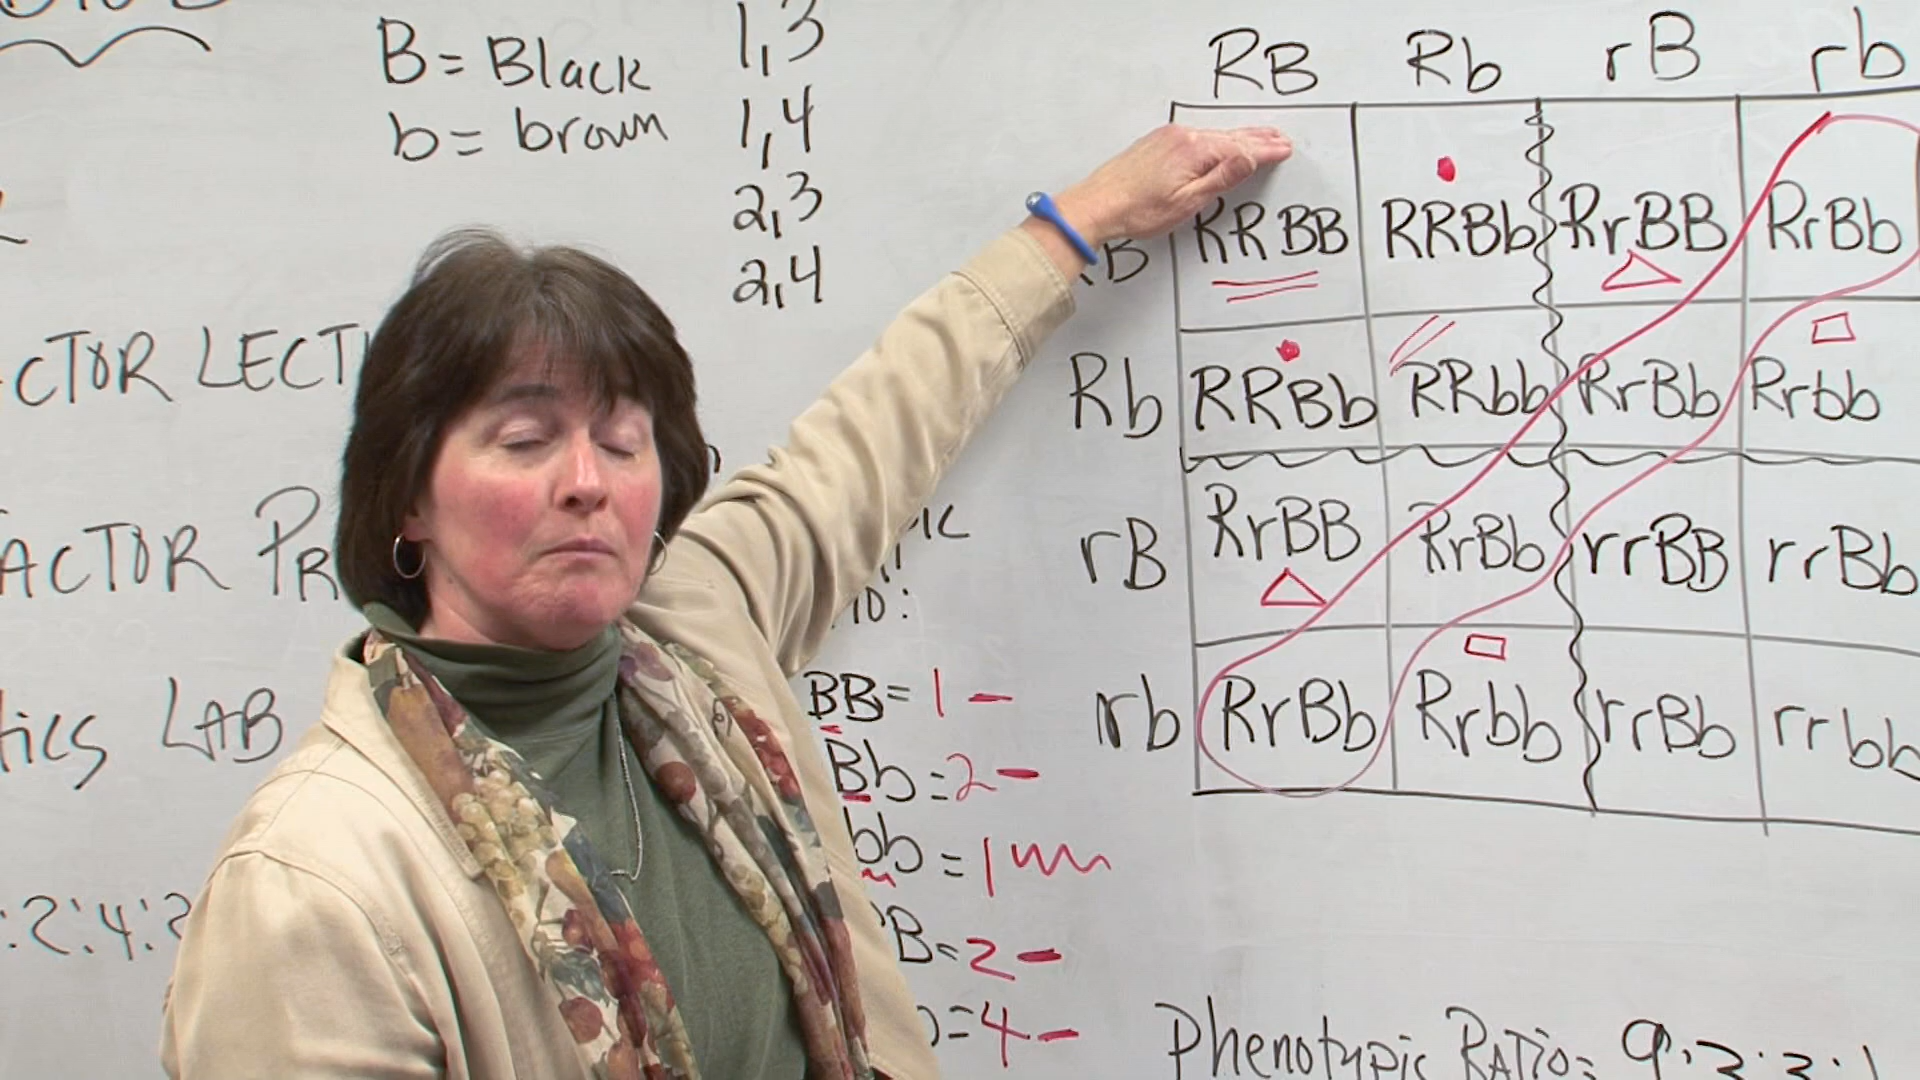 B = Black
b = brown
1,3
1,4
2,3
2,4
CTOR LECT
ACTOR PR
tics LAB
:2:4:2
BB = 1 –
Bb = 2 –
bb = 1
B = 2 –
= 4 –
RB Rb rB rb
B RRBB RRBb RrBB RrBb
Rb RRBb RRbb RrBb Rrbb
rB RrBB RrBb rrBB rrBb
rb RrBb Rrbb rrBb rrbb
Phenotypic RATIO: 9:3:3:1